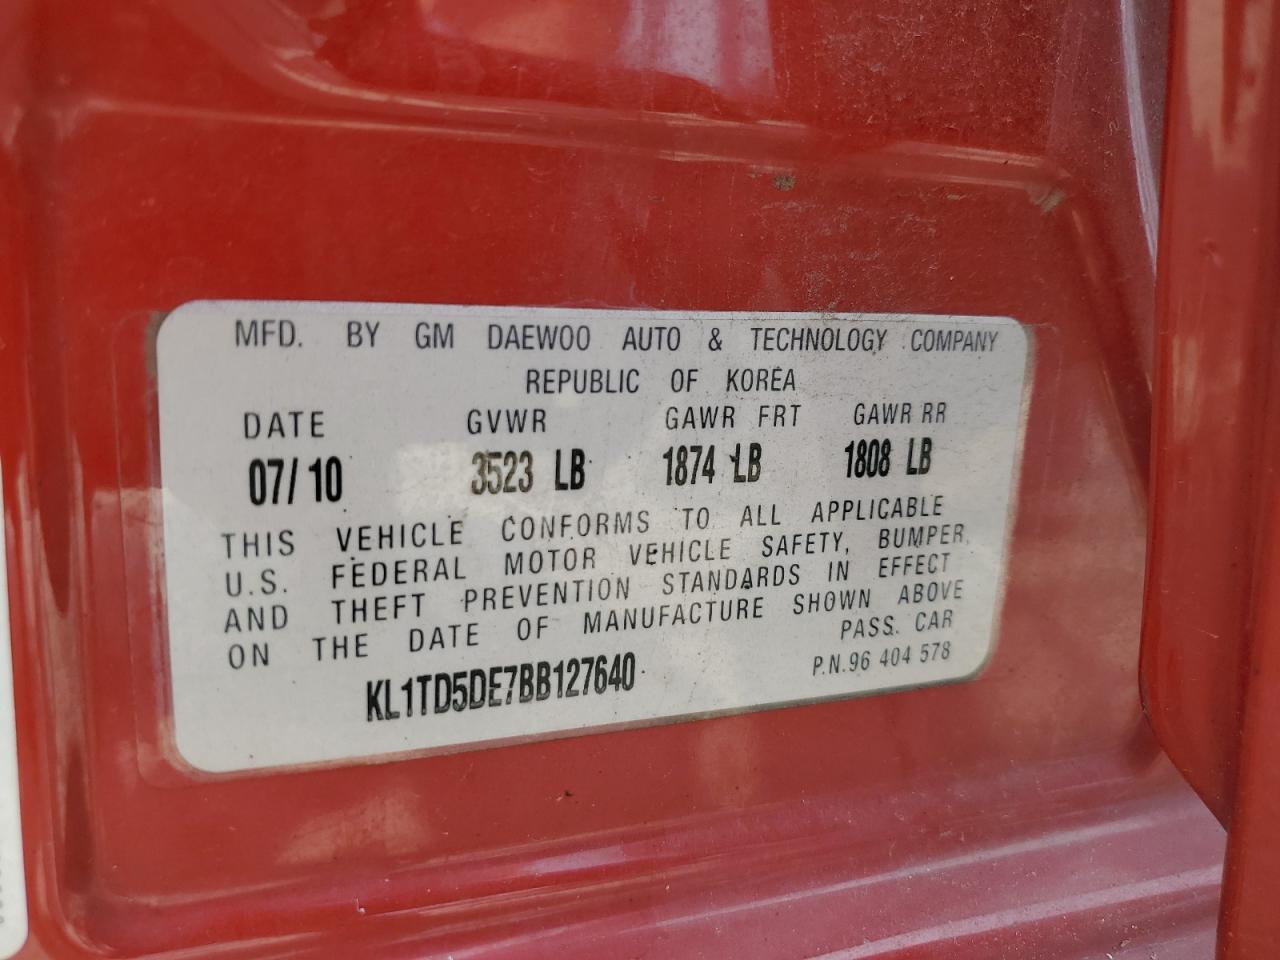 MFD. BY GM DAEWOO AUTO & TECHNOLOGY COMPANY
REPUBLIC OF KOREA
DATE GVWR GAWR FRT GAWR RR
07/10 3523 LB 1874 LB 1808 LB
THIS VEHICLE CONFORMS TO ALL APPLICABLE
U.S. FEDERAL MOTOR VEHICLE SAFETY, BUMPER,
AND THEFT PREVENTION STANDARDS IN EFFECT
ON THE DATE OF MANUFACTURE SHOWN ABOVE
PASS. CAR
KL1TD5DE7BB127640 P.N.96 404 578